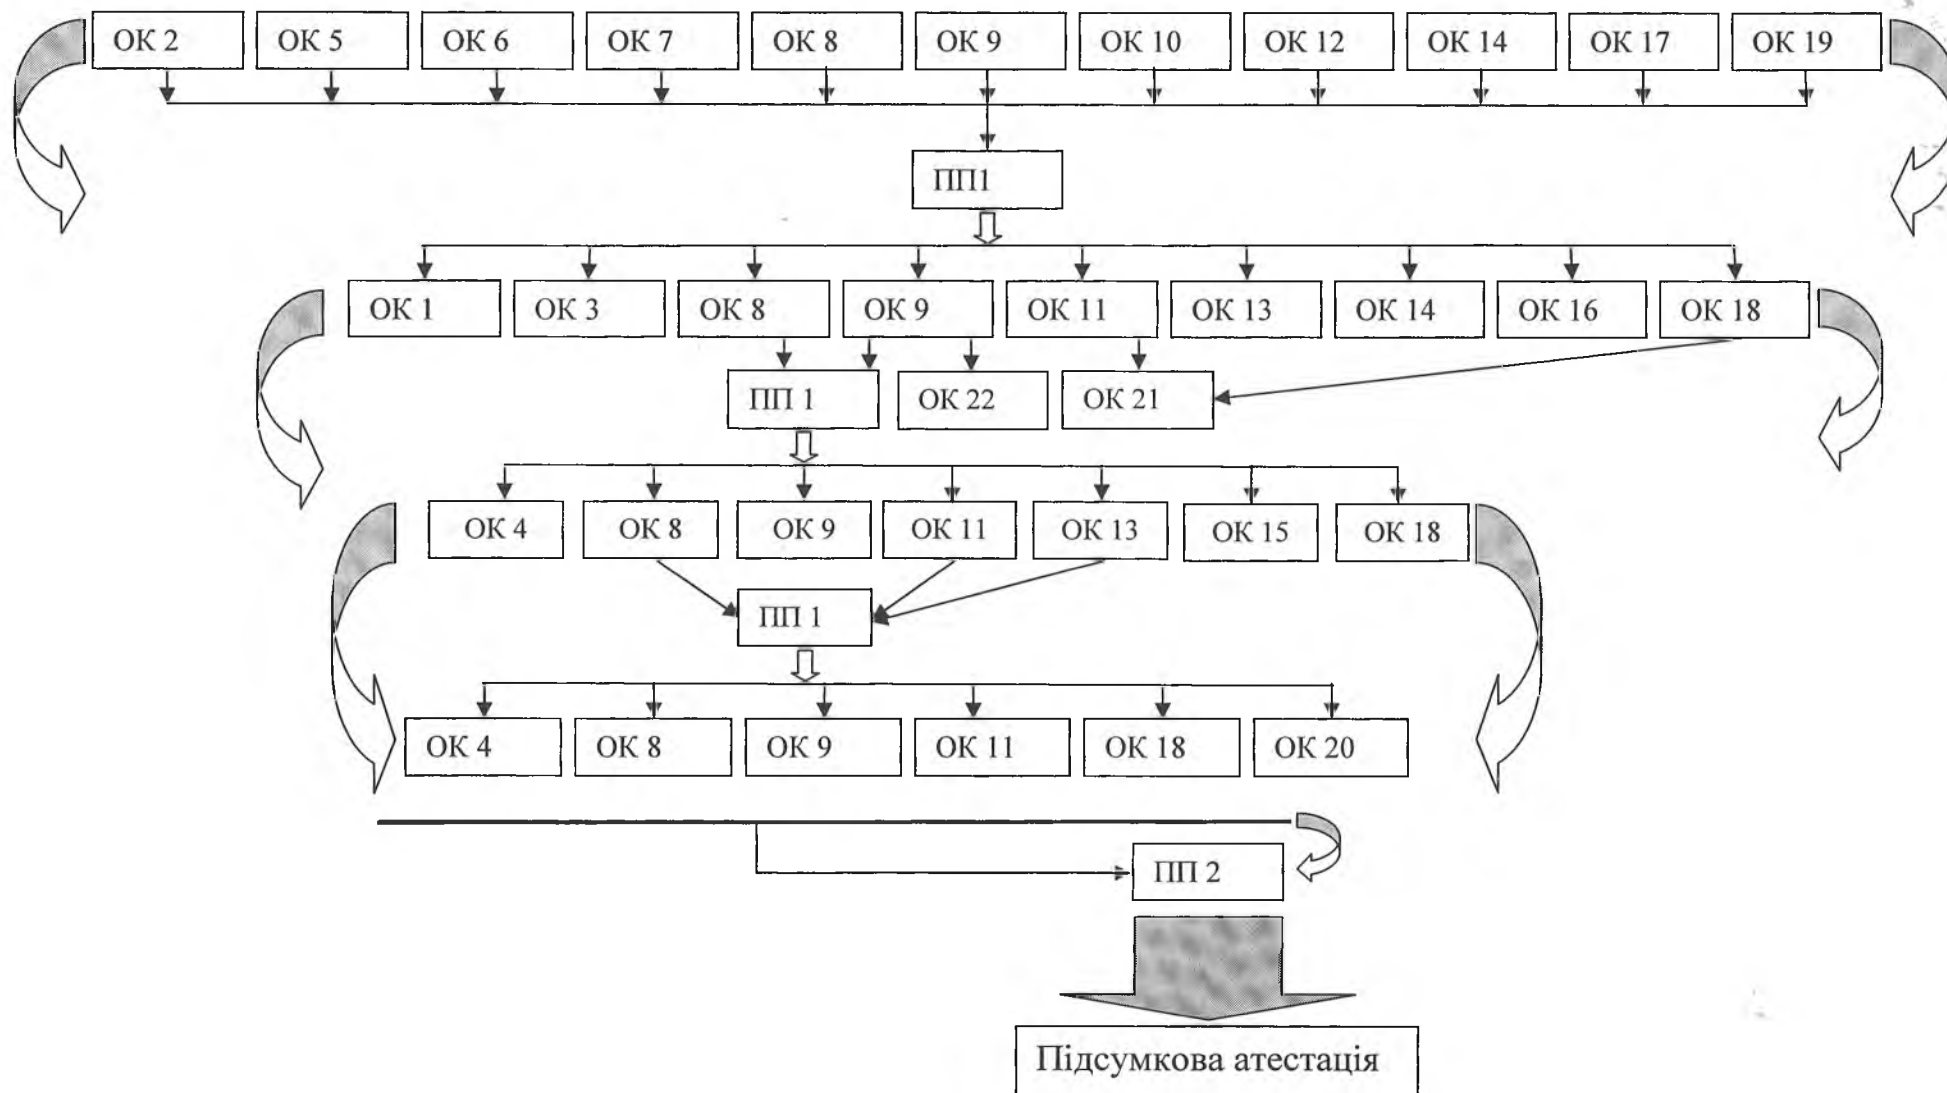 ОК 2 ОК 5 ОК 6 ОК 7 ОК 8 ОК 9 ОК 10 ОК 12 ОК 14 ОК 17 ОК 19
ПП1
ОК 1 ОК 3 ОК 8 ОК 9 ОК 11 ОК 13 ОК 14 ОК 16 ОК 18
ПП 1 ОК 22 ОК 21
ОК 4 ОК 8 ОК 9 ОК 11 ОК 13 ОК 15 ОК 18
ПП 1
ОК 4 ОК 8 ОК 9 ОК 11 ОК 18 ОК 20
ПП 2
Підсумкова атестація